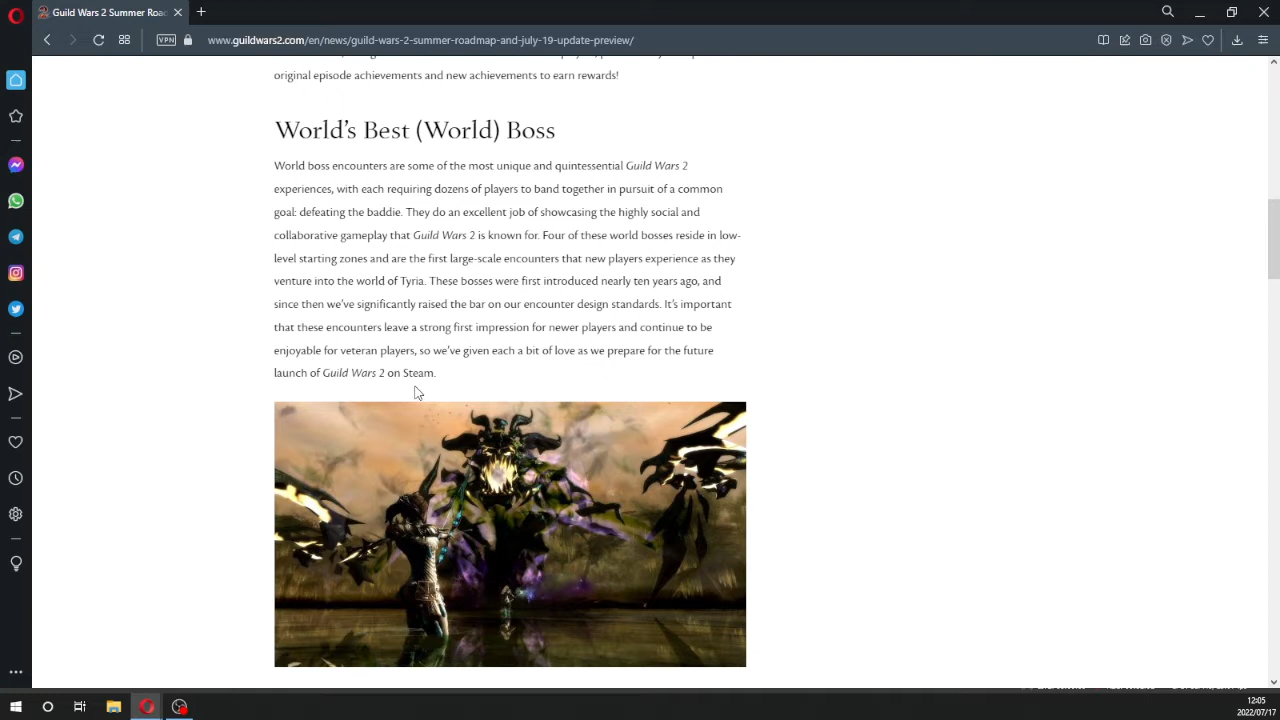 Guild Wars 2 Summer Roa
VPN
www.guildwars2.com/en/news/guild-wars-2-summer-roadmap-and-july-19-update-preview/
original episode achievements and new achievements to earn rewards!
World's Best (World) Boss
World boss encounters are some of the most unique and quintessential Guild Wars 2
experiences, with each requiring dozens of players to band together in pursuit of a common
goal: defeating the baddie. They do an excellent job of showcasing the highly social and
collaborative gameplay that Guild Wars 2 is known for. Four of these world bosses reside in low-
level starting zones and are the first large-scale encounters that new players experience as they
venture into the world of Tyria. These bosses were first introduced nearly ten years ago, and
since then we've significantly raised the bar on our encounter design standards. It's important
that these encounters leave a strong first impression for newer players and continue to be
enjoyable for veteran players, so we've given each a bit of love as we prepare for the future
launch of Guild Wars 2 on Steam.
12:05
2022/07/17